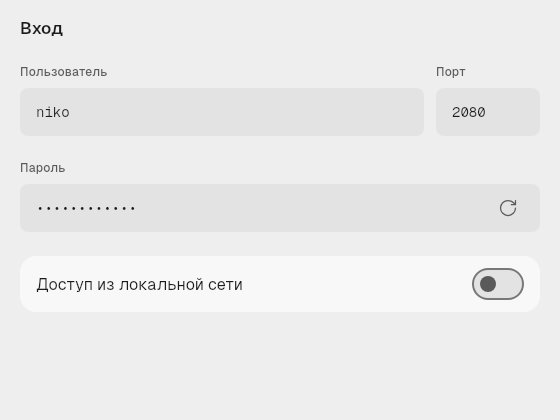 Вход
Пользователь
Порт
niko
2080
Пароль
••••••••••••
Доступ из локальной сети